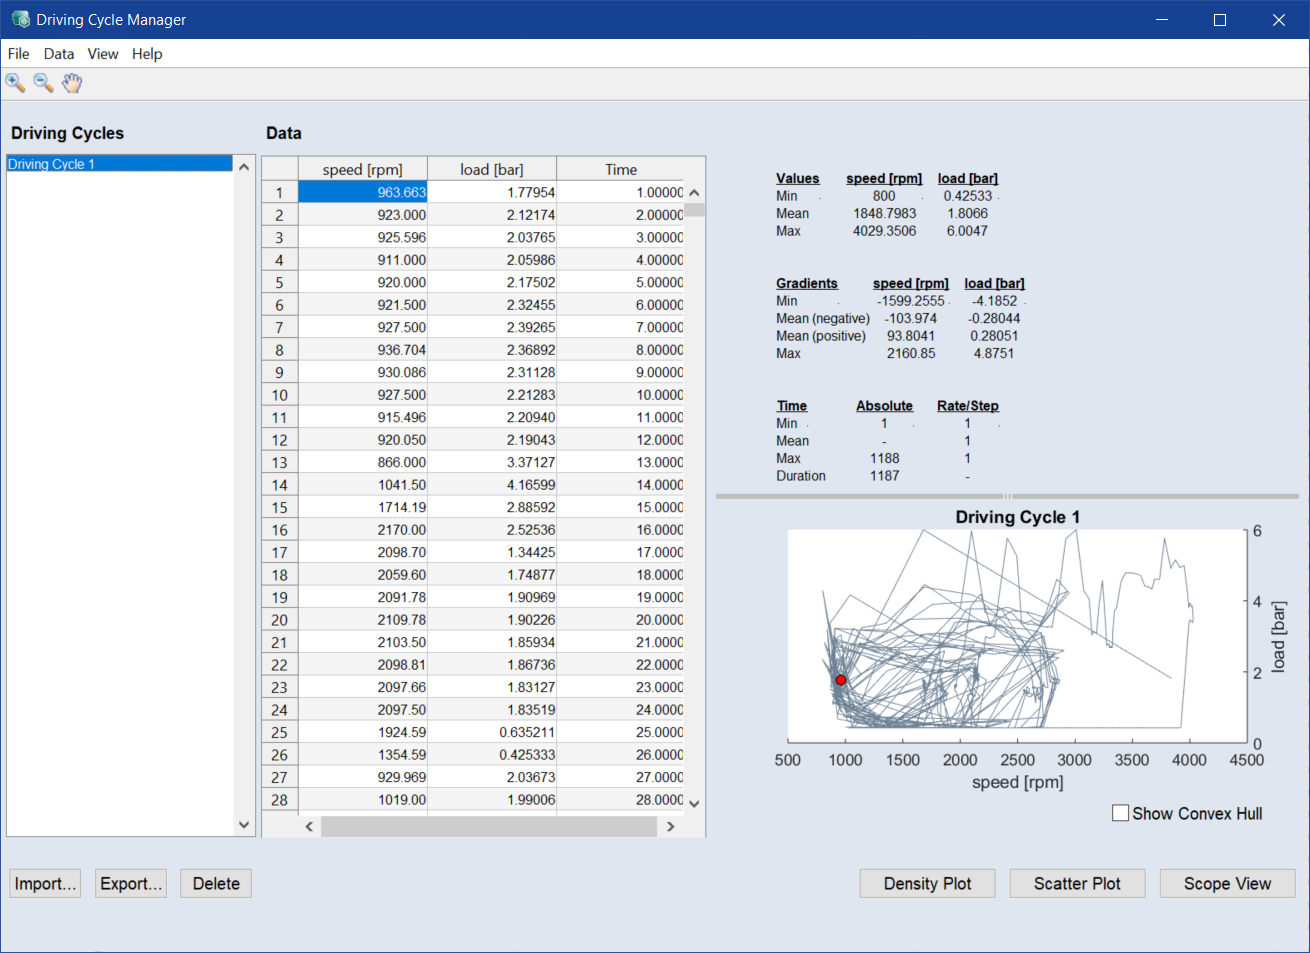 Driving Cycle Manager
File Data View Help
Driving Cycles
Driving Cycle 1
Data
speed [rpm] load [bar] Time
1 963.663 1.77954 1.00000
2 923.000 2.12174 2.00000
3 925.596 2.03765 3.00000
4 911.000 2.05986 4.00000
5 920.000 2.17502 5.00000
6 921.500 2.32455 6.00000
7 927.500 2.39265 7.00000
8 936.704 2.36892 8.00000
9 930.086 2.31128 9.00000
10 927.500 2.21283 10.0000
11 915.496 2.20940 11.0000
12 920.050 2.19043 12.0000
13 866.000 3.37127 13.0000
14 1041.50 4.16599 14.0000
15 1714.19 2.88592 15.0000
16 2170.00 2.52536 16.0000
17 2098.70 1.34425 17.0000
18 2059.60 1.74877 18.0000
19 2091.78 1.90969 19.0000
20 2109.78 1.90226 20.0000
21 2103.50 1.85934 21.0000
22 2098.81 1.86736 22.0000
23 2097.66 1.83127 23.0000
24 2097.50 1.83519 24.0000
25 1924.59 0.635211 25.0000
26 1354.59 0.425333 26.0000
27 929.969 2.03673 27.0000
28 1019.00 1.99006 28.0000
Values speed [rpm] load [bar]
Min 800 0.42533
Mean 1848.7983 1.8066
Max 4029.3506 6.0047
Gradients speed [rpm] load [bar]
Min -1599.2555 -4.1852
Mean (negative) -103.974 -0.28044
Mean (positive) 93.8041 0.28051
Max 2160.85 4.8751
Time Absolute Rate/Step
Min 1 1
Mean - 1
Max 1188 1
Duration 1187 -
Driving Cycle 1
6
4
2
0
load [bar]
500 1000 1500 2000 2500 3000 3500 4000 4500
speed [rpm]
Show Convex Hull
Import... Export... Delete
Density Plot Scatter Plot Scope View